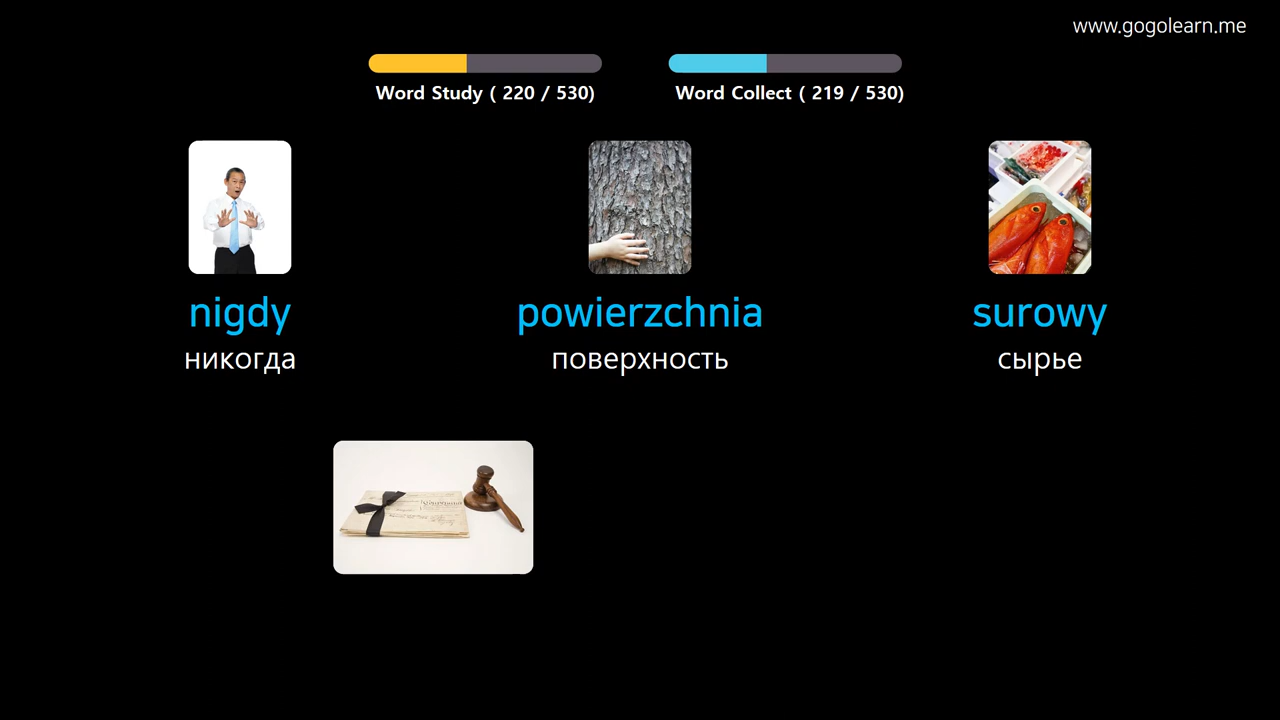 www.gogolearn.me
Word Study ( 220 / 530)
Word Collect ( 219 / 530)
nigdy
никогда
powierzchnia
поверхность
surowy
сырье